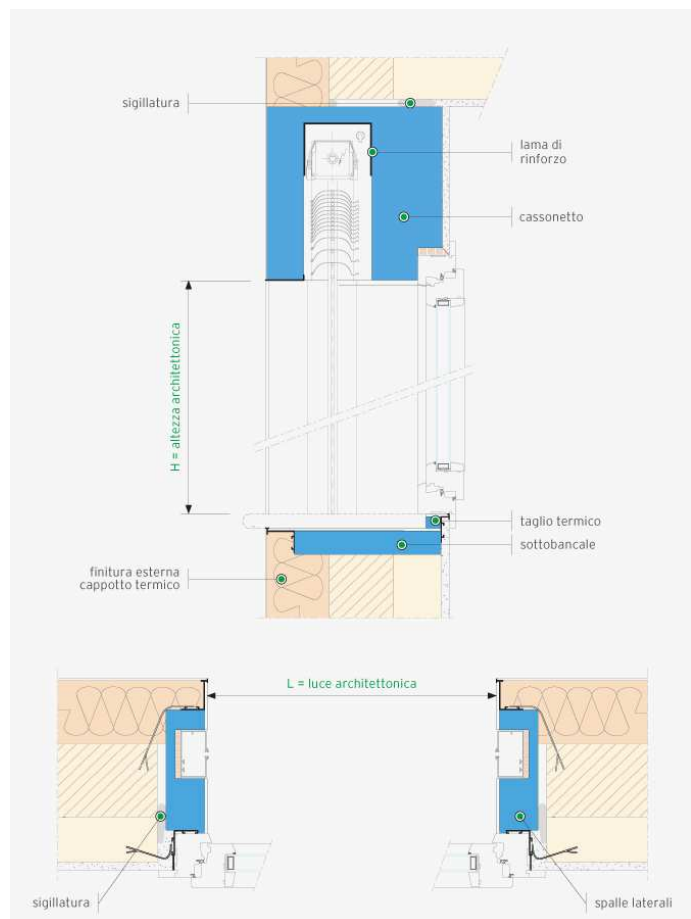 sigillatura
lama di
rinforzo
cassonetto
H = altezza architettonica
taglio termico
sottobancale
finitura esterna
cappotto termico
L = luce architettonica
sigillatura
spalle laterali